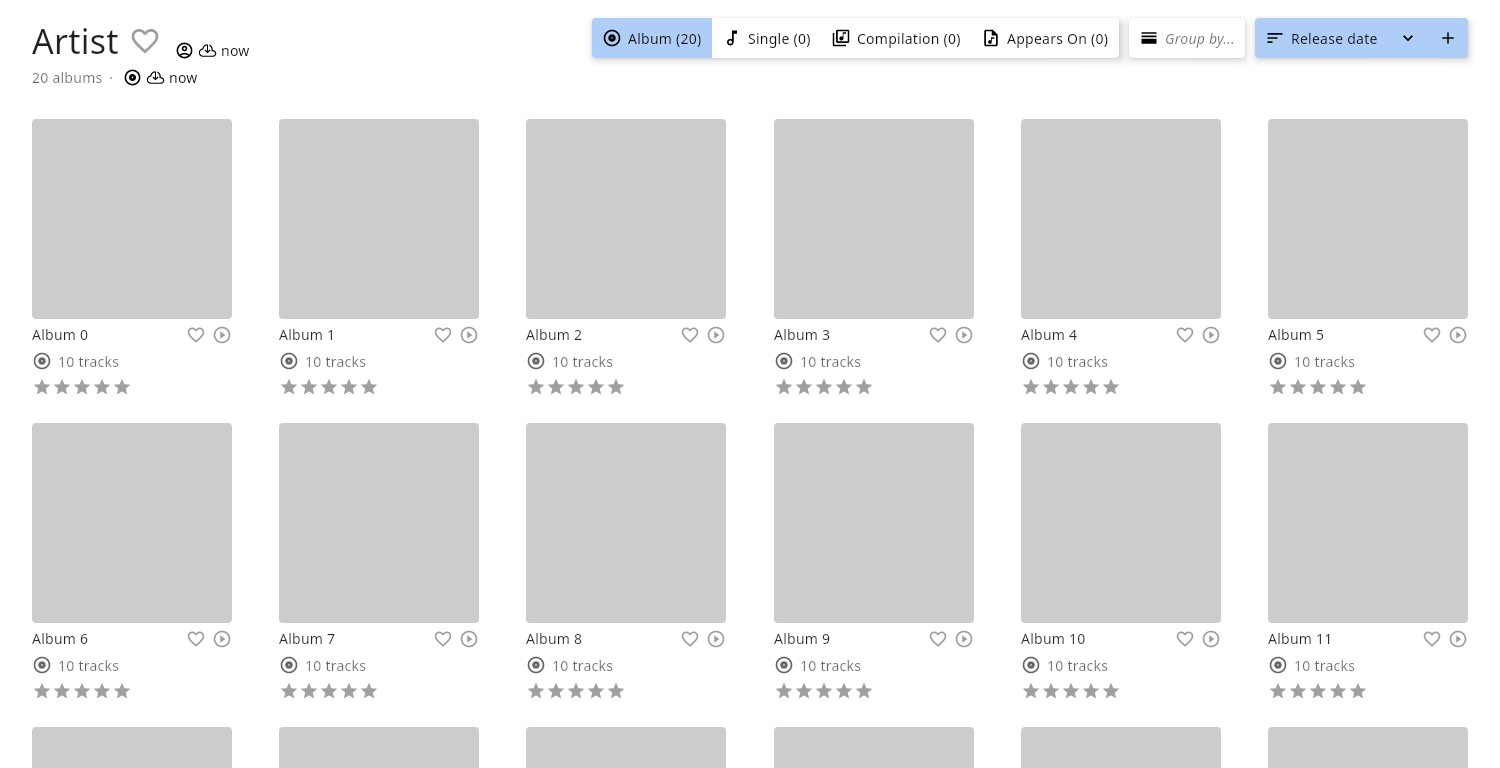 Artist now
20 albums · now
Album (20) Single (0) Compilation (0) Appears On (0) Group by... Release date
Album 0 Album 1 Album 2 Album 3 Album 4 Album 5
10 tracks 10 tracks 10 tracks 10 tracks 10 tracks 10 tracks
Album 6 Album 7 Album 8 Album 9 Album 10 Album 11
10 tracks 10 tracks 10 tracks 10 tracks 10 tracks 10 tracks